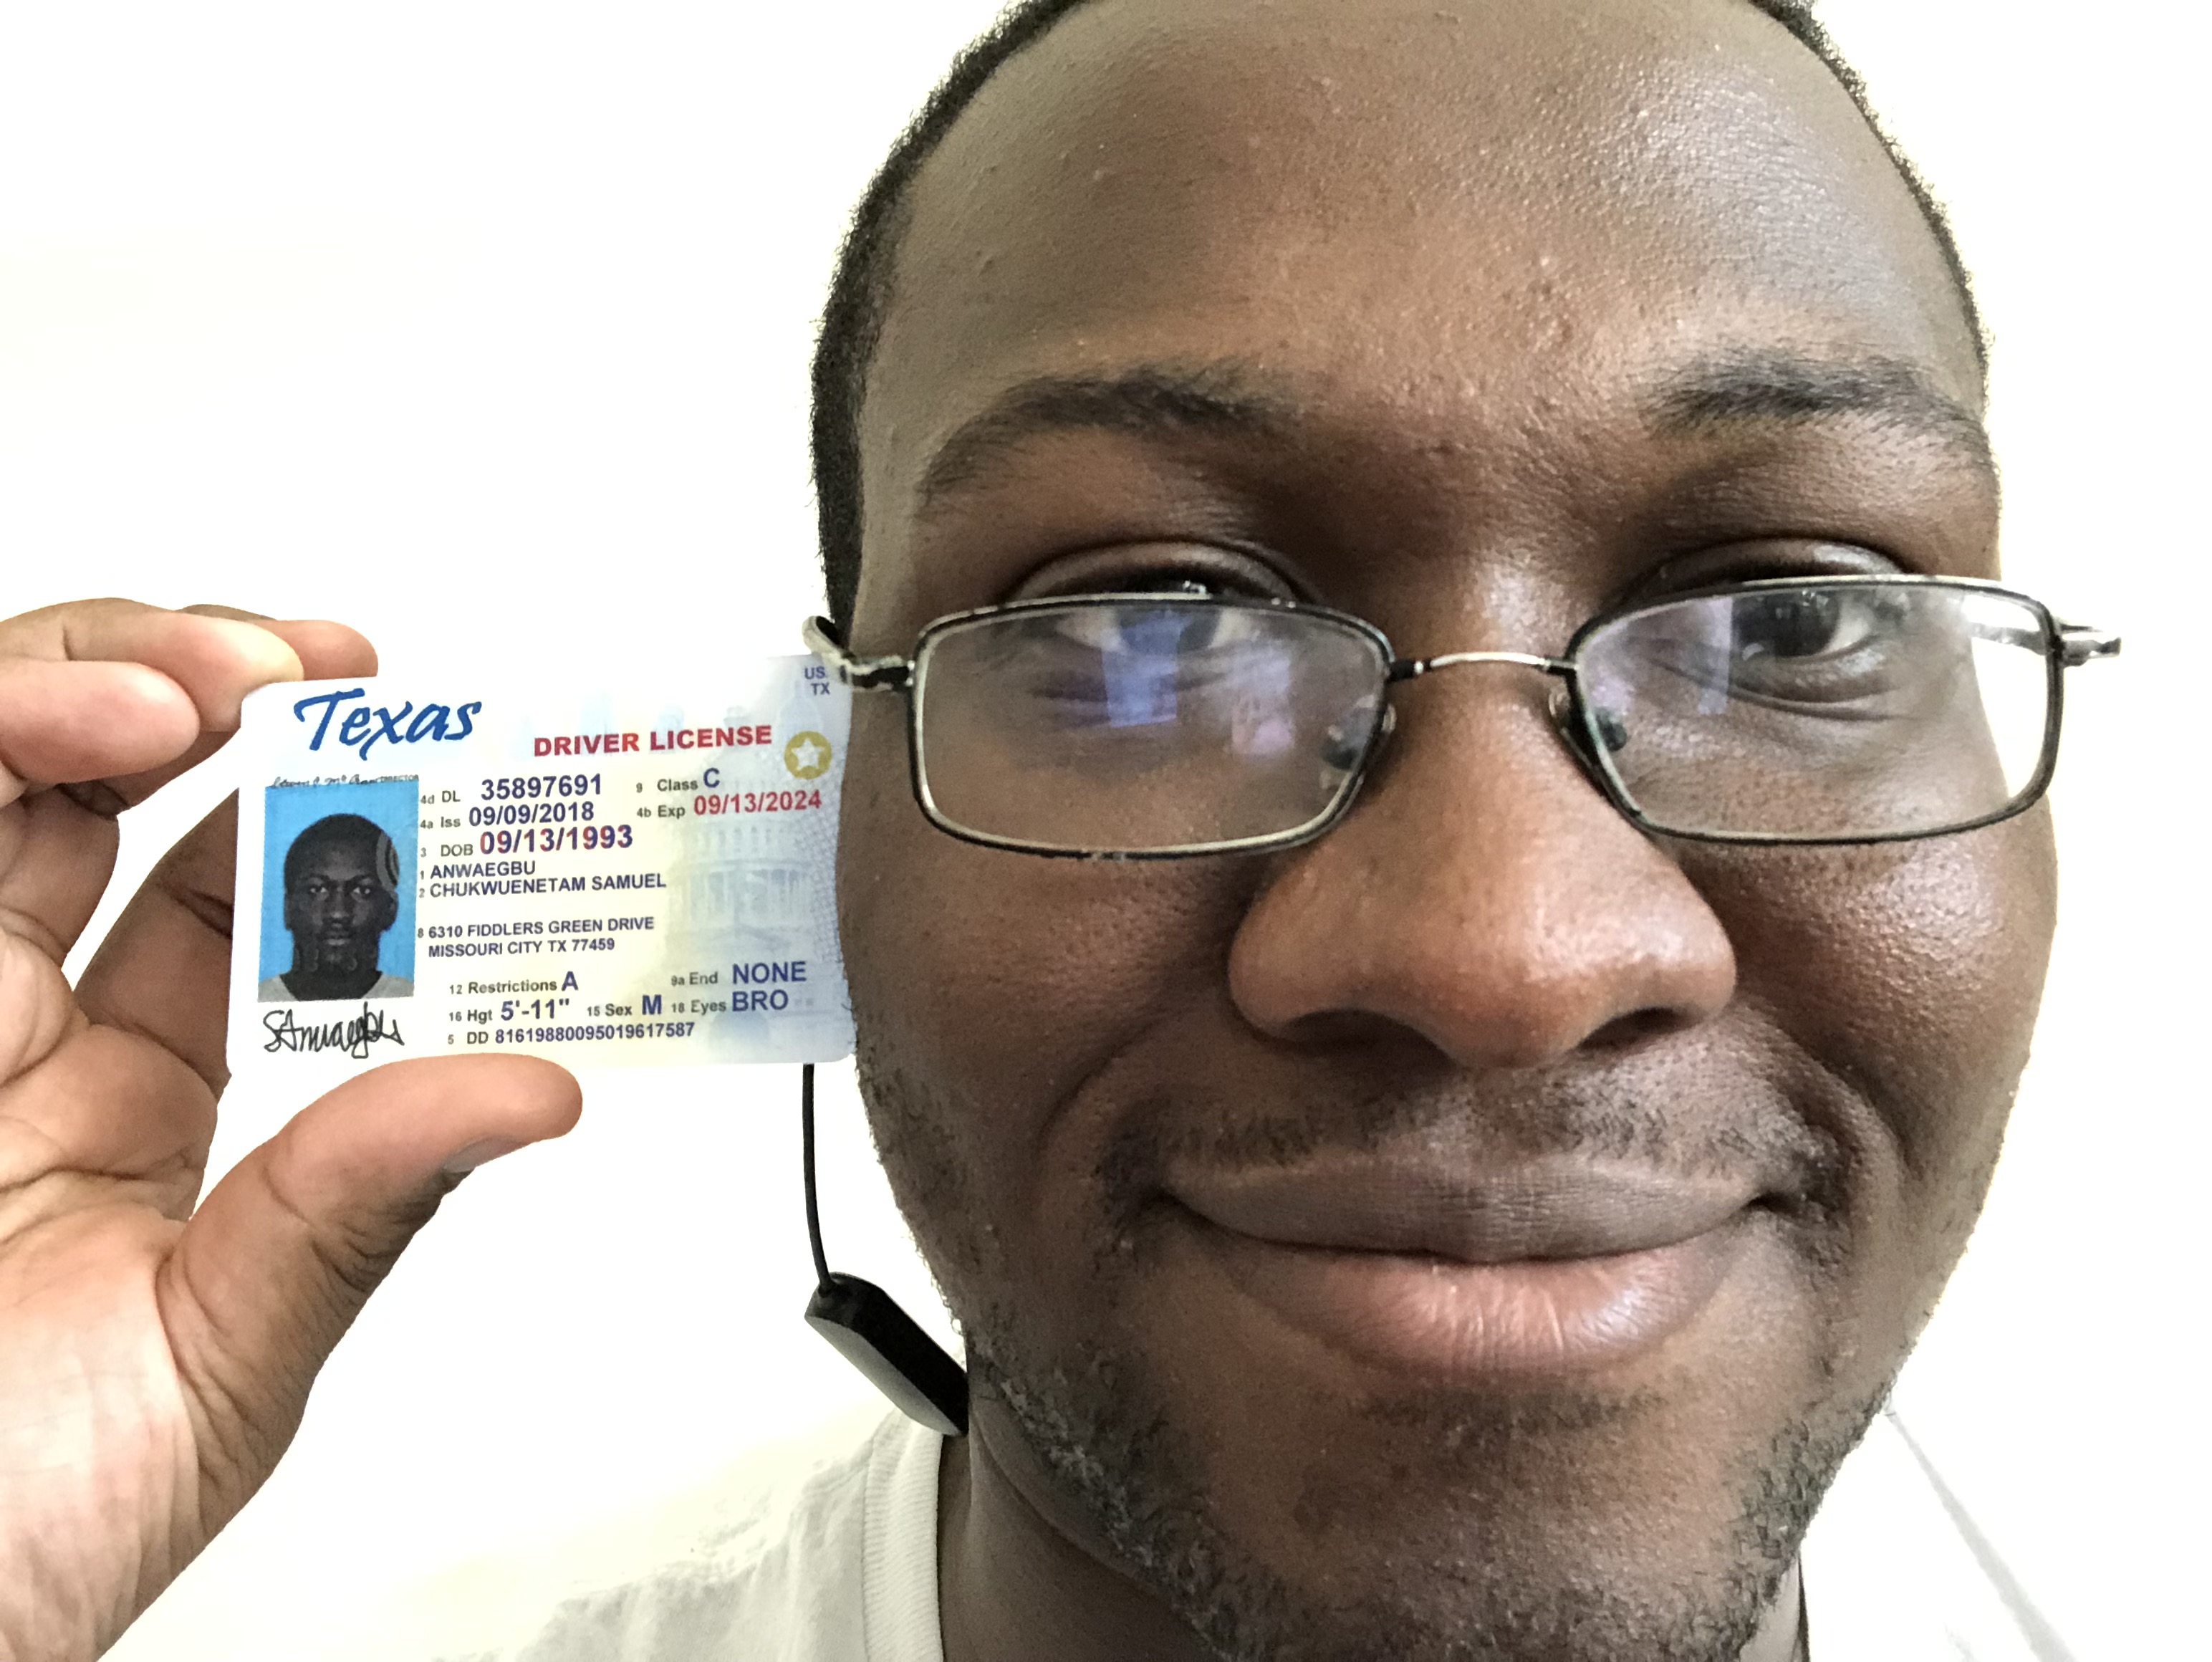 Texas
US
TX
DRIVER LICENSE
DIRECTOR
4d DL 35897691 9 Class C
4a Iss 09/09/2018 4b Exp 09/13/2024
3 DOB 09/13/1993
1 ANWAEGBU
2 CHUKWUENETAM SAMUEL
8 6310 FIDDLERS GREEN DRIVE
MISSOURI CITY TX 77459
12 Restrictions A 9a End NONE
16 Hgt 5'-11" 15 Sex M 18 Eyes BRO
5 DD 81619880095019617587